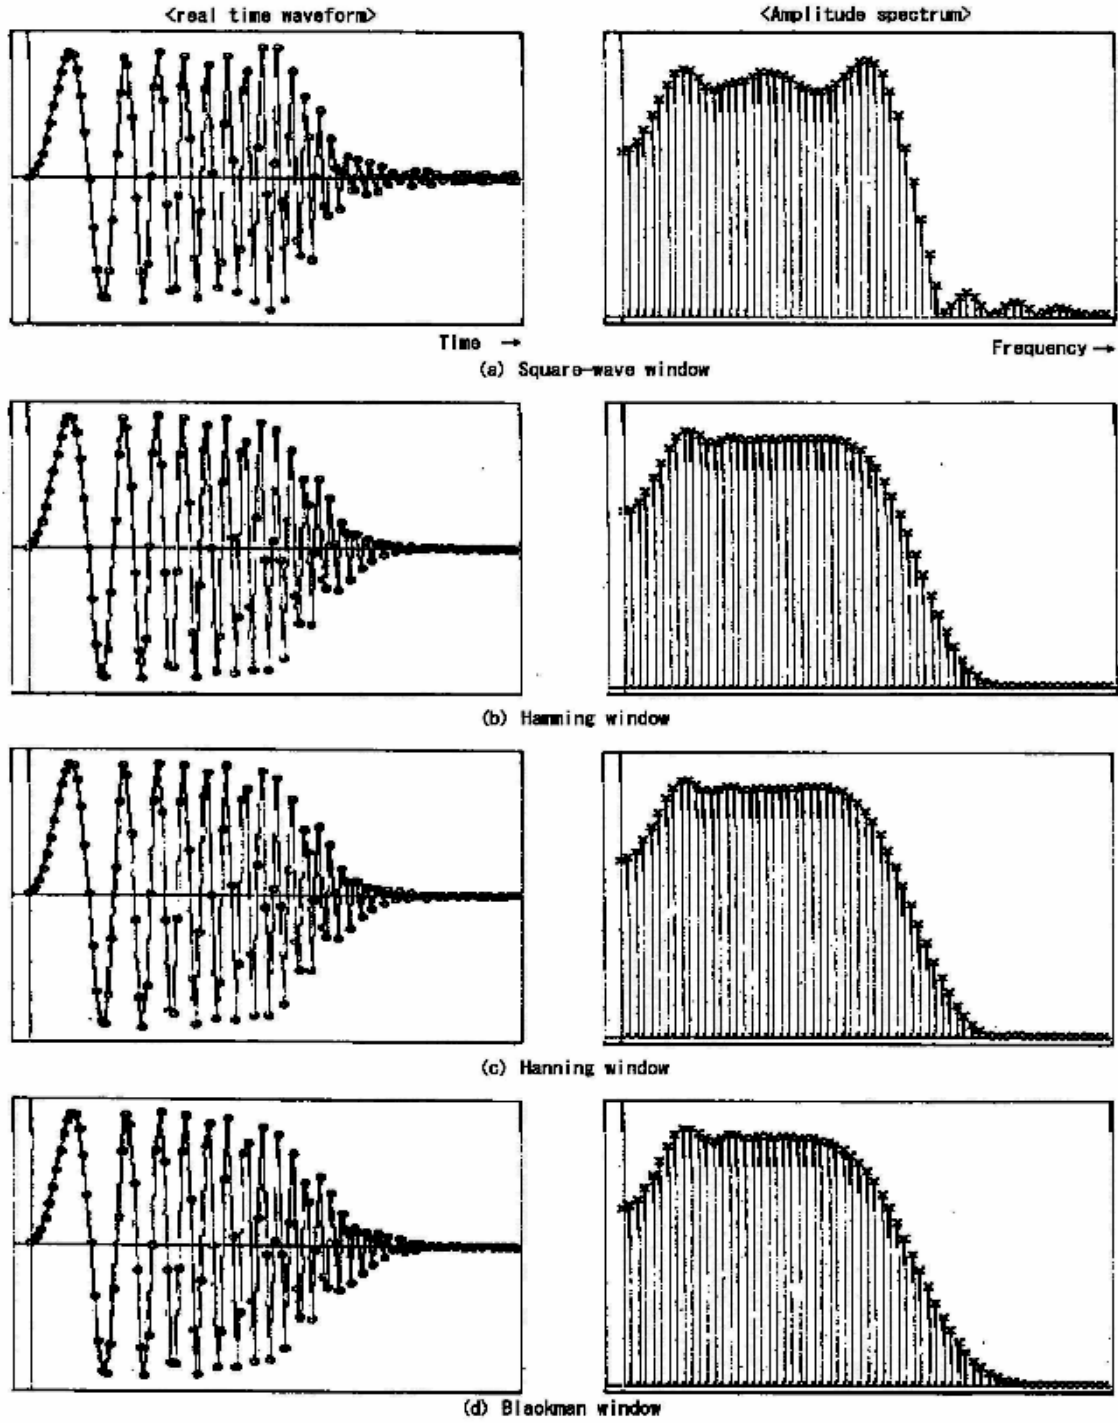 <real time waveform>
<Amplitude spectrum>
Time →
Frequency →
(a) Square-wave window
(b) Hamming window
(c) Hanning window
(d) Blackman window